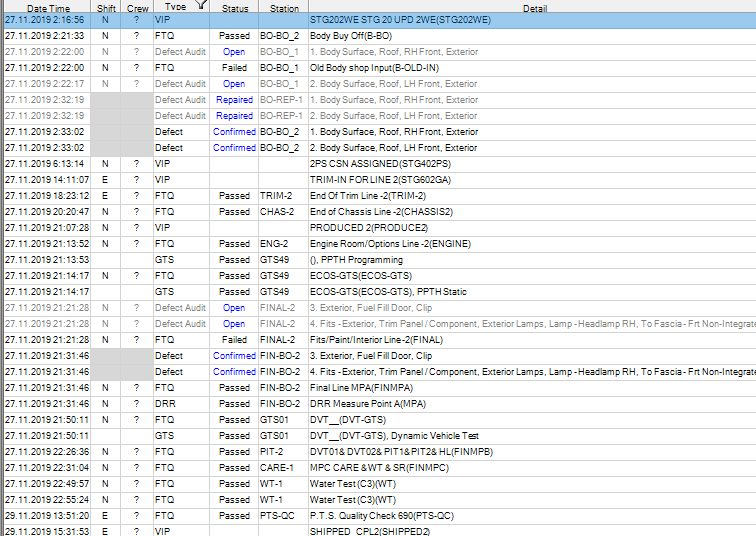 Date Time Shift Crew Type Status Station Detail
27.11.2019 2:16:56 N ? VIP STG202WE STG 20 UPD 2WE(STG202WE)
27.11.2019 2:21:33 N ? FTQ Passed BO-BO_2 Body Buy Off(B-BO)
27.11.2019 2:22:00 N ? Defect Audit Open BO-BO_1 1. Body Surface, Roof, RH Front, Exterior
27.11.2019 2:22:00 N ? FTQ Failed BO-BO_1 Old Body shop Input(B-OLD-IN)
27.11.2019 2:22:17 N ? Defect Audit Open BO-BO_1 2. Body Surface, Roof, LH Front, Exterior
27.11.2019 2:32:19 Defect Audit Repaired BO-REP-1 1. Body Surface, Roof, RH Front, Exterior
27.11.2019 2:32:19 Defect Audit Repaired BO-REP-1 2. Body Surface, Roof, LH Front, Exterior
27.11.2019 2:33:02 Defect Confirmed BO-BO_2 1. Body Surface, Roof, RH Front, Exterior
27.11.2019 2:33:02 Defect Confirmed BO-BO_2 2. Body Surface, Roof, LH Front, Exterior
27.11.2019 6:13:14 N ? VIP 2PS CSN ASSIGNED(STG402PS)
27.11.2019 14:11:07 E ? VIP TRIM-IN FOR LINE 2(STG602GA)
27.11.2019 18:23:12 E ? FTQ Passed TRIM-2 End Of Trim Line -2(TRIM-2)
27.11.2019 20:20:47 N ? FTQ Passed CHAS-2 End of Chassis Line -2(CHASSIS2)
27.11.2019 21:07:28 N ? VIP PRODUCED 2(PRODUCE2)
27.11.2019 21:13:52 N ? FTQ Passed ENG-2 Engine Room/Options Line -2(ENGINE)
27.11.2019 21:13:53 GTS Passed GTS49 (), PPTH Programming
27.11.2019 21:14:17 N ? FTQ Passed GTS49 ECOS-GTS(ECOS-GTS)
27.11.2019 21:14:17 GTS Passed GTS49 ECOS-GTS(ECOS-GTS), PPTH Static
27.11.2019 21:21:28 N ? Defect Audit Open FINAL-2 3. Exterior, Fuel Fill Door, Clip
27.11.2019 21:21:28 N ? Defect Audit Open FINAL-2 4. Fits - Exterior, Trim Panel / Component, Exterior Lamps, Lamp - Headlamp RH, To Fascia - Frt Non-Integrate
27.11.2019 21:21:28 N ? FTQ Failed FINAL-2 Fits/Paint/Interior Line-2(FINAL)
27.11.2019 21:31:46 Defect Confirmed FIN-BO-2 3. Exterior, Fuel Fill Door, Clip
27.11.2019 21:31:46 Defect Confirmed FIN-BO-2 4. Fits - Exterior, Trim Panel / Component, Exterior Lamps, Lamp - Headlamp RH, To Fascia - Frt Non-Integrate
27.11.2019 21:31:46 N ? FTQ Passed FIN-BO-2 Final Line MPA(FINMPA)
27.11.2019 21:31:46 N ? DRR Passed FIN-BO-2 DRR Measure Point A(MPA)
27.11.2019 21:50:11 N ? FTQ Passed GTS01 DVT__(DVT-GTS)
27.11.2019 21:50:11 GTS Passed GTS01 DVT__(DVT-GTS), Dynamic Vehicle Test
27.11.2019 22:26:36 N ? FTQ Passed PIT-2 DVT01& DVT02& PIT1& PIT2& HL(FINMPB)
27.11.2019 22:31:04 N ? FTQ Passed CARE-1 MPC CARE & WT & SR(FINMPC)
27.11.2019 22:49:57 N ? FTQ Passed WT-1 Water Test (C3)(WT)
27.11.2019 22:55:24 N ? FTQ Passed WT-1 Water Test (C3)(WT)
29.11.2019 13:51:20 E ? FTQ Passed PTS-QC P.T.S. Quality Check 690(PTS-QC)
29.11.2019 15:31:53 E ? VIP SHIPPED CPL2(SHIPPED2)